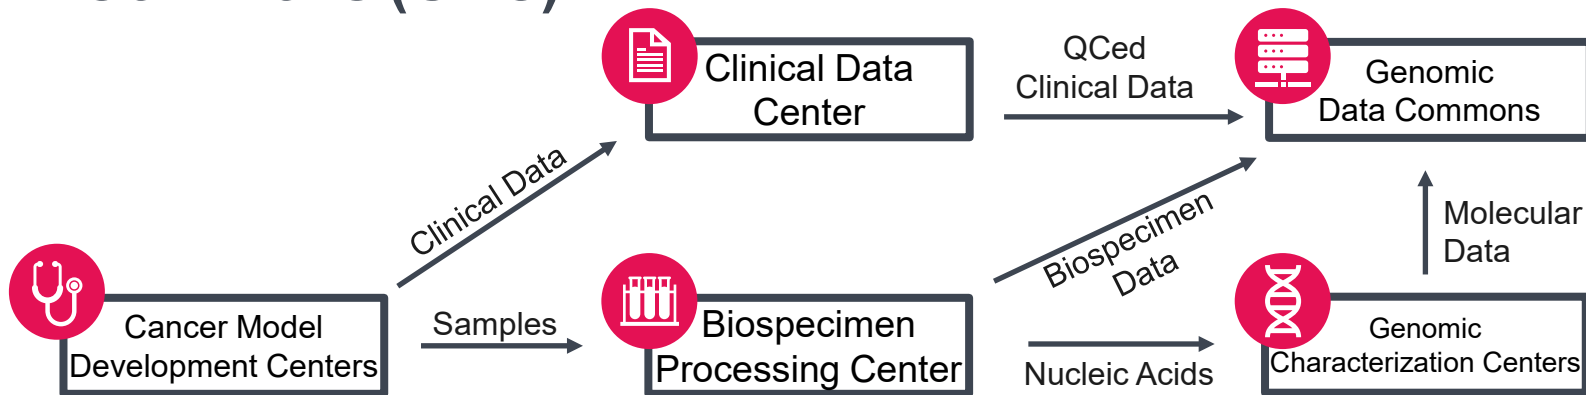 Clinical Data
Center
QCed
Clinical Data
Genomic
Data Commons
Clinical Data
Biospecimen
Data
Molecular
Data
Cancer Model
Development Centers
Samples
Biospecimen
Processing Center
Nucleic Acids
Genomic
Characterization Centers